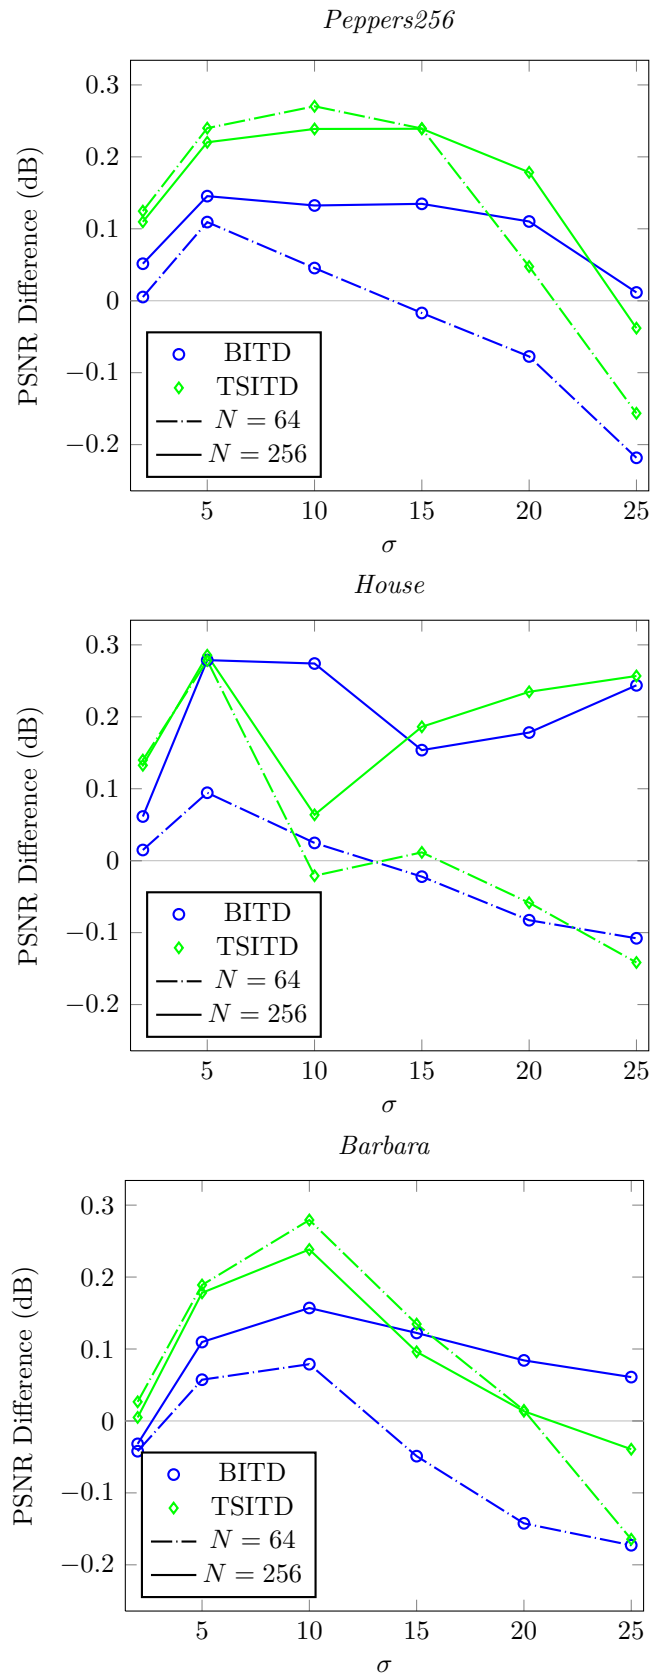 Peppers256
0.3
0.2
0.1
0
−0.1
−0.2
PSNR Difference (dB)
BITD
TSITD
N = 64
N = 256
5 10 15 20 25
σ
House
0.3
0.2
0.1
0
−0.1
−0.2
PSNR Difference (dB)
BITD
TSITD
N = 64
N = 256
5 10 15 20 25
σ
Barbara
0.3
0.2
0.1
0
−0.1
−0.2
PSNR Difference (dB)
BITD
TSITD
N = 64
N = 256
5 10 15 20 25
σ